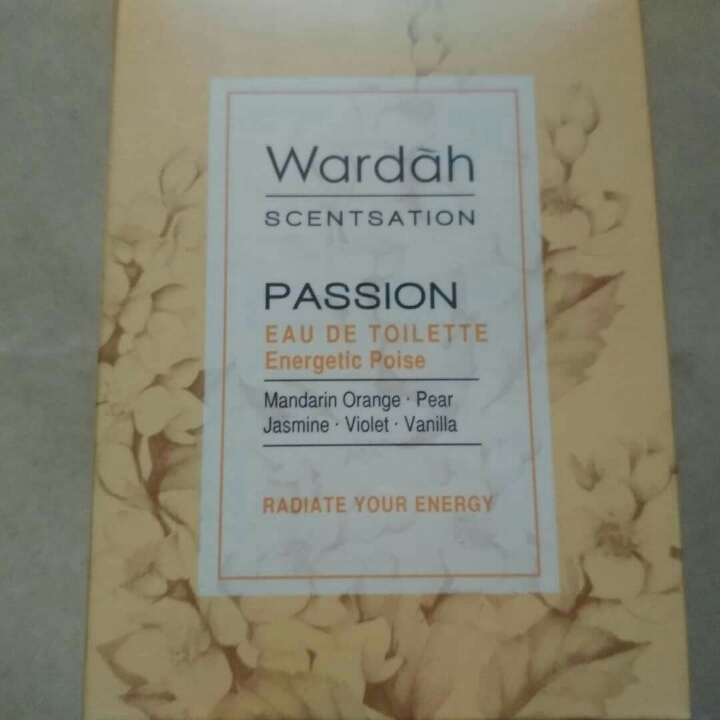 Wardàh
SCENTSATION
PASSION
EAU DE TOILETTE
Energetic Poise
Mandarin Orange · Pear
Jasmine · Violet · Vanilla
RADIATE YOUR ENERGY